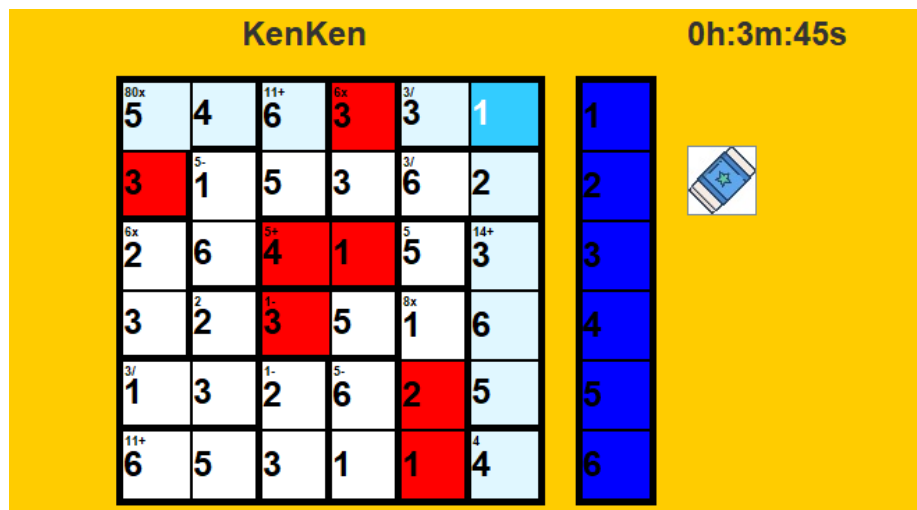 KenKen 0h:3m:45s
80x 11+ 6x 3/
5 4 6 3 3 1 1
5- 3/
3 1 5 3 6 2 2
6x 5+ 5 14+
2 6 4 1 5 3 3
2 1- 8x
3 2 3 5 1 6 4
3/ 1- 5-
1 3 2 6 2 5 5
11+ 4
6 5 3 1 1 4 6